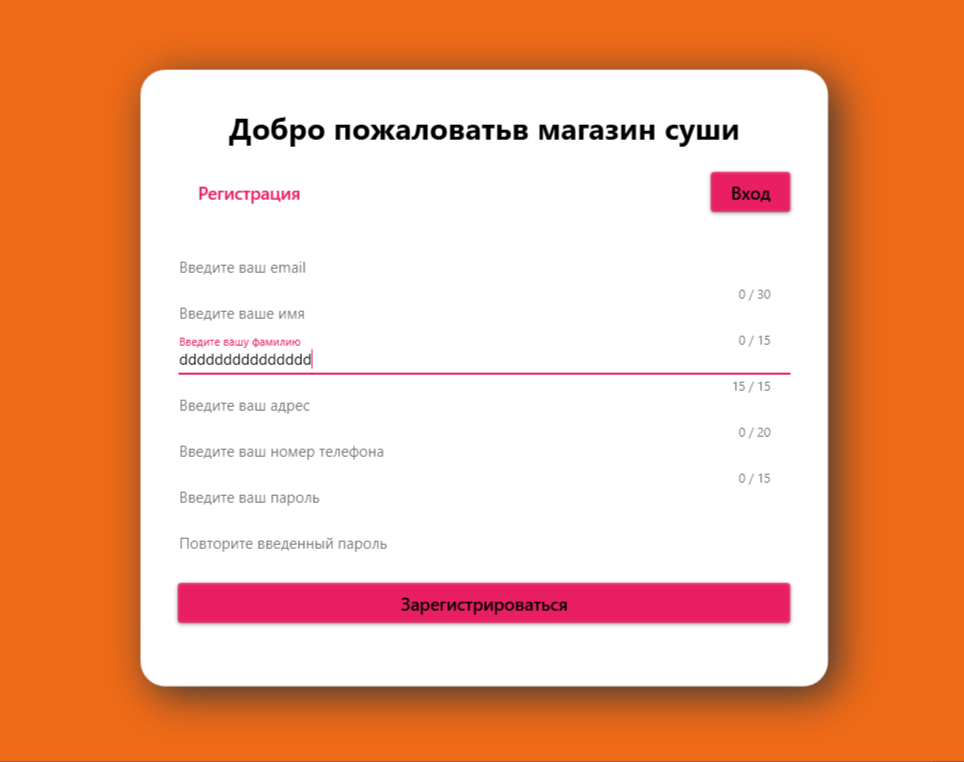 Добро пожаловатьв магазин суши
Регистрация
Вход
Введите ваш email
0 / 30
Введите ваше имя
0 / 15
Введите вашу фамилию
ddddddddddddddd
15 / 15
Введите ваш адрес
0 / 20
Введите ваш номер телефона
0 / 15
Введите ваш пароль
Повторите введенный пароль
Зарегистрироваться